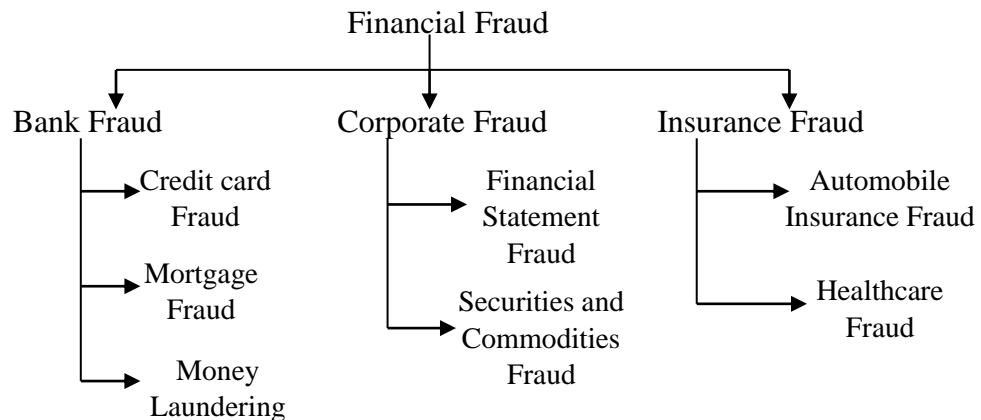 Financial Fraud
Bank Fraud
Corporate Fraud
Insurance Fraud
Credit card
Fraud
Mortgage
Fraud
Money
Laundering
Financial
Statement
Fraud
Securities and
Commodities
Fraud
Automobile
Insurance Fraud
Healthcare
Fraud